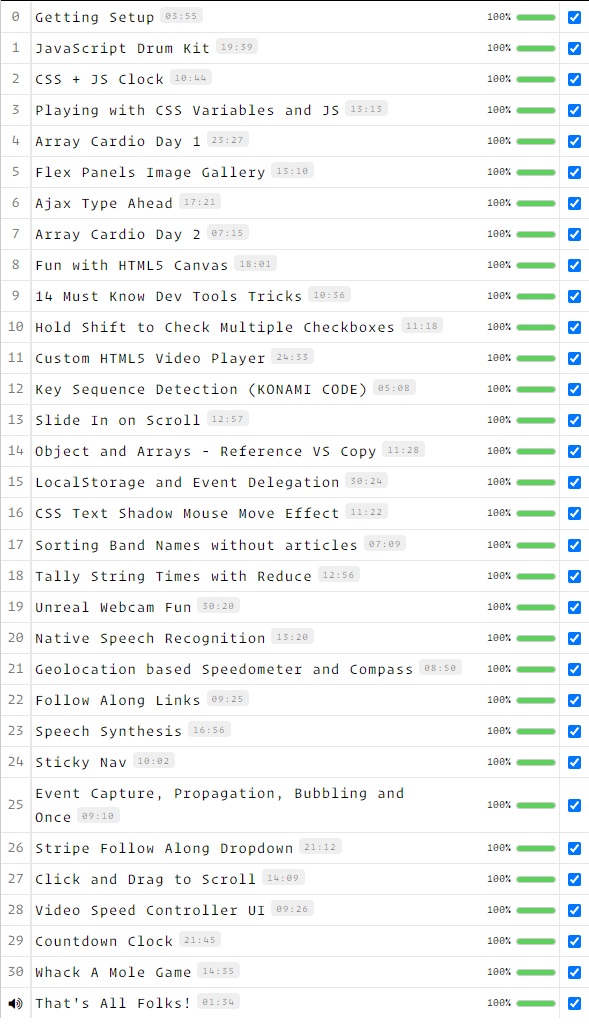 0 Getting Setup 03:55 100%
1 JavaScript Drum Kit 19:39 100%
2 CSS + JS Clock 10:44 100%
3 Playing with CSS Variables and JS 13:13 100%
4 Array Cardio Day 1 23:27 100%
5 Flex Panels Image Gallery 13:10 100%
6 Ajax Type Ahead 17:21 100%
7 Array Cardio Day 2 07:15 100%
8 Fun with HTML5 Canvas 18:01 100%
9 14 Must Know Dev Tools Tricks 10:36 100%
10 Hold Shift to Check Multiple Checkboxes 11:18 100%
11 Custom HTML5 Video Player 24:33 100%
12 Key Sequence Detection (KONAMI CODE) 05:08 100%
13 Slide In on Scroll 12:57 100%
14 Object and Arrays - Reference VS Copy 11:28 100%
15 LocalStorage and Event Delegation 30:24 100%
16 CSS Text Shadow Mouse Move Effect 11:22 100%
17 Sorting Band Names without articles 07:09 100%
18 Tally String Times with Reduce 12:56 100%
19 Unreal Webcam Fun 30:20 100%
20 Native Speech Recognition 13:20 100%
21 Geolocation based Speedometer and Compass 08:50 100%
22 Follow Along Links 09:25 100%
23 Speech Synthesis 16:56 100%
24 Sticky Nav 10:02 100%
25 Event Capture, Propagation, Bubbling and
Once 09:10 100%
26 Stripe Follow Along Dropdown 21:12 100%
27 Click and Drag to Scroll 14:09 100%
28 Video Speed Controller UI 09:26 100%
29 Countdown Clock 21:45 100%
30 Whack A Mole Game 14:35 100%
That's All Folks! 01:34 100%